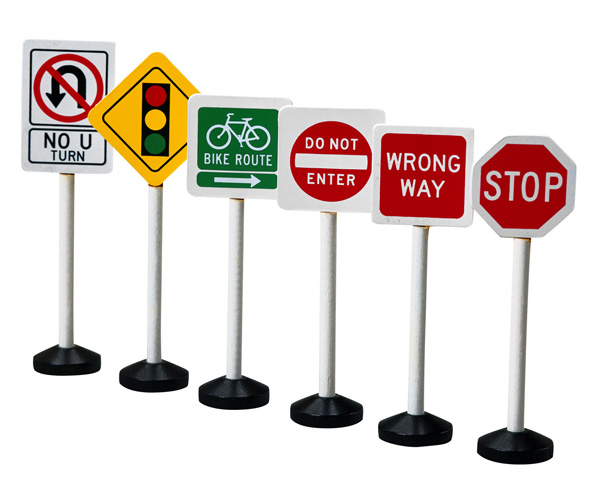 NO U
TURN
BIKE ROUTE
DO NOT
ENTER
WRONG
WAY
STOP